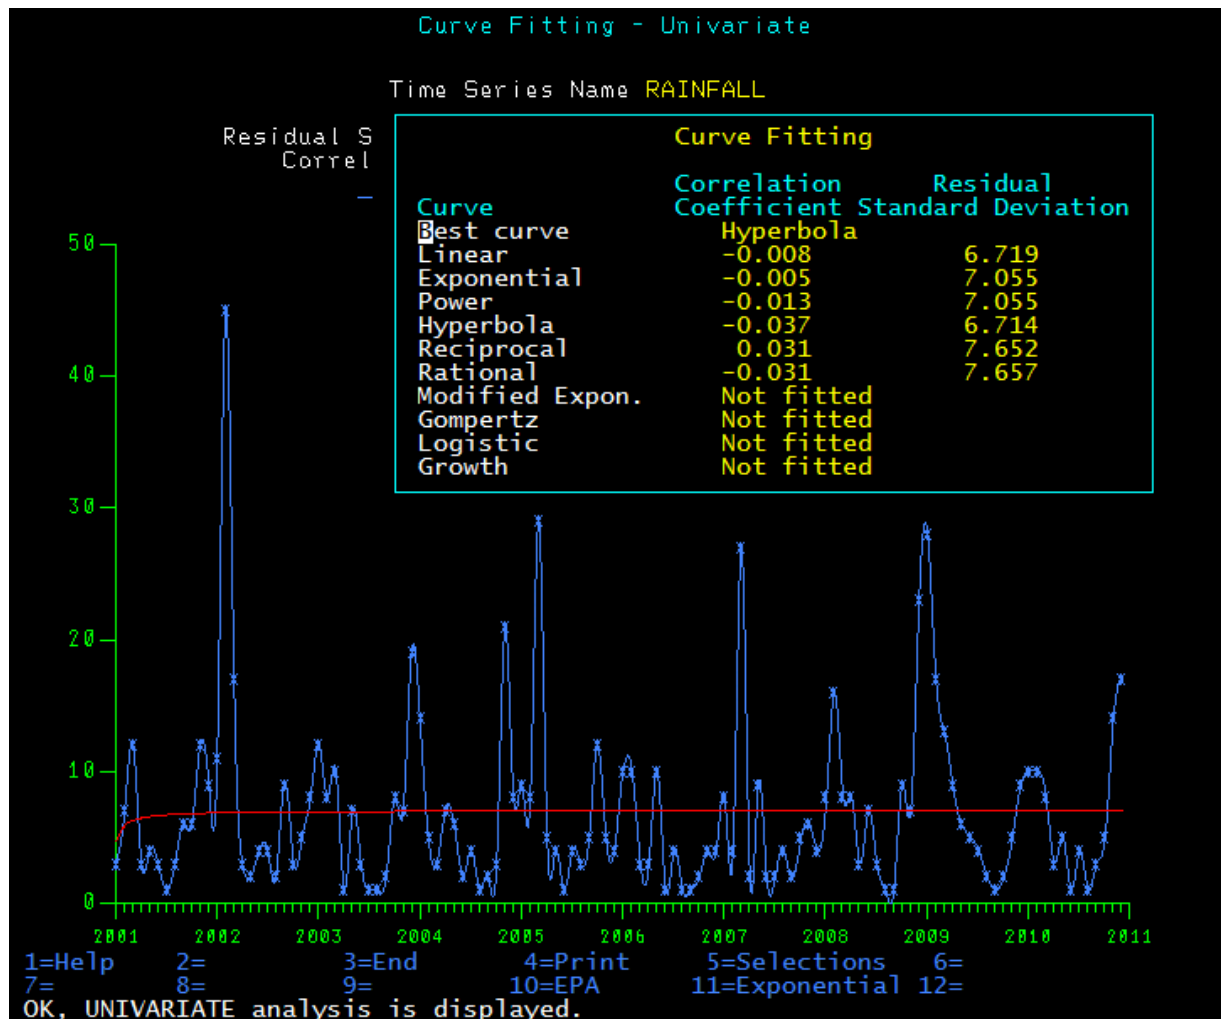 Curve Fitting - Univariate
Time Series Name RAINFALL
Residual S
Correl
Curve Fitting
Correlation Residual
Curve Coefficient Standard Deviation
Best curve Hyperbola
Linear -0.008 6.719
Exponential -0.005 7.055
Power -0.013 7.055
Hyperbola -0.037 6.714
Reciprocal 0.031 7.652
Rational -0.031 7.657
Modified Expon. Not fitted
Gompertz Not fitted
Logistic Not fitted
Growth Not fitted
50
40
30
20
10
0
2001 2002 2003 2004 2005 2006 2007 2008 2009 2010 2011
1=Help 2= 3=End 4=Print 5=Selections 6=
7= 8= 9= 10=EPA 11=Exponential 12=
OK, UNIVARIATE analysis is displayed.